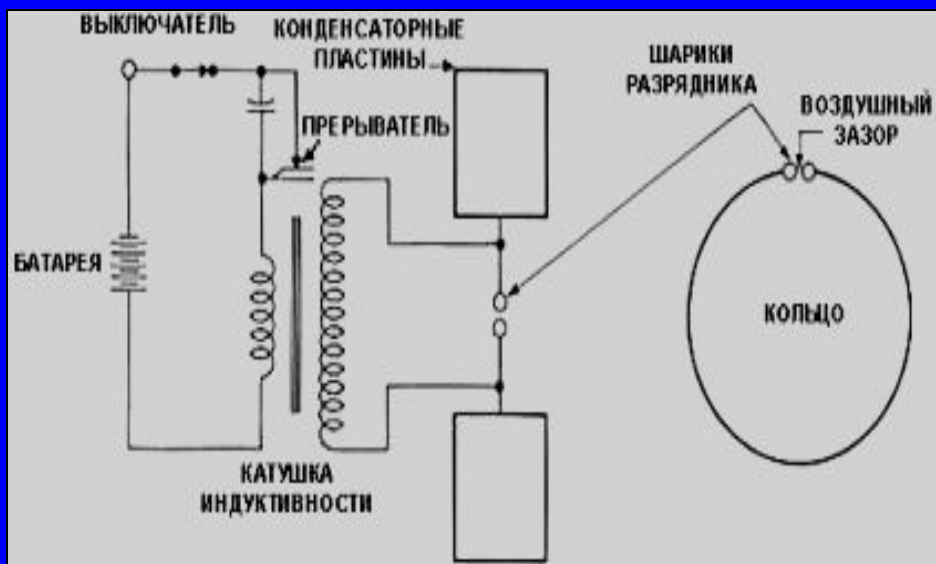 ВЫКЛЮЧАТЕЛЬ
КОНДЕНСАТОРНЫЕ
ПЛАСТИНЫ
ШАРИКИ
РАЗРЯДНИКА
ВОЗДУШНЫЙ
ЗАЗОР
ПРЕРЫВАТЕЛЬ
БАТАРЕЯ
КОЛЬЦО
КАТУШКА
ИНДУКТИВНОСТИ